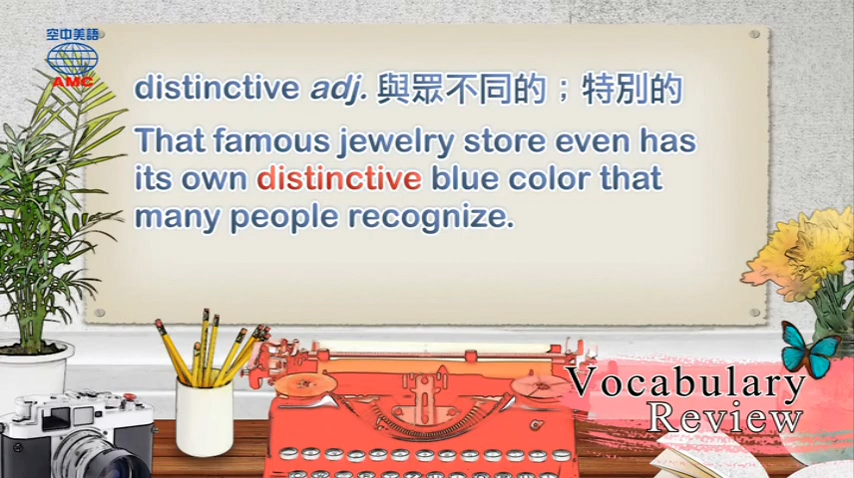 空中美語
AMC
distinctive adj. 與眾不同的；特別的
That famous jewelry store even has
its own distinctive blue color that
many people recognize.
Vocabulary
Review